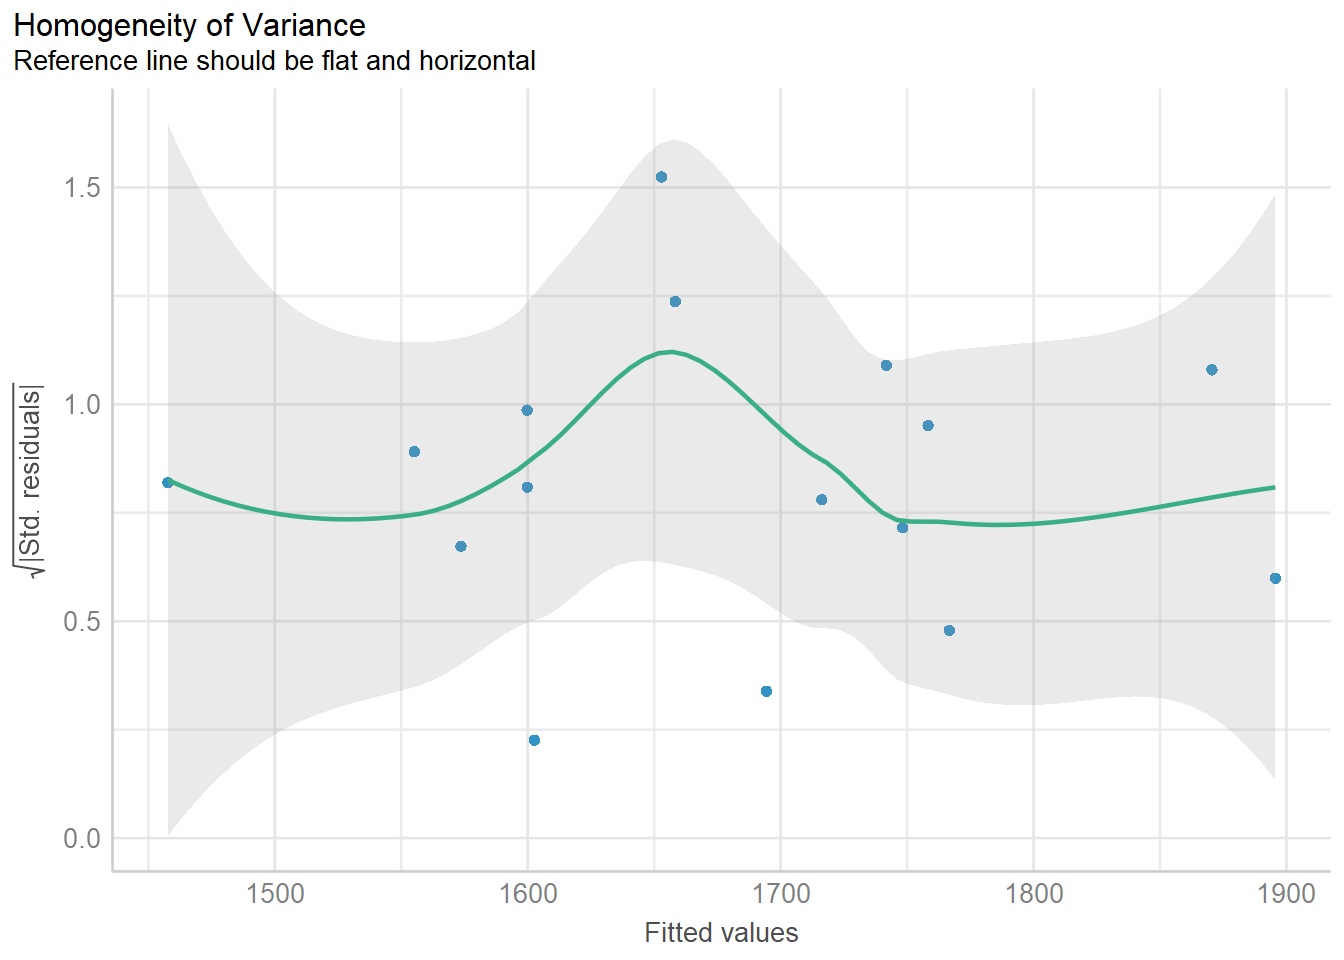 Homogeneity of Variance
Reference line should be flat and horizontal
√|Std. residuals|
1.5
1.0
0.5
0.0
1500 1600 1700 1800 1900
Fitted values